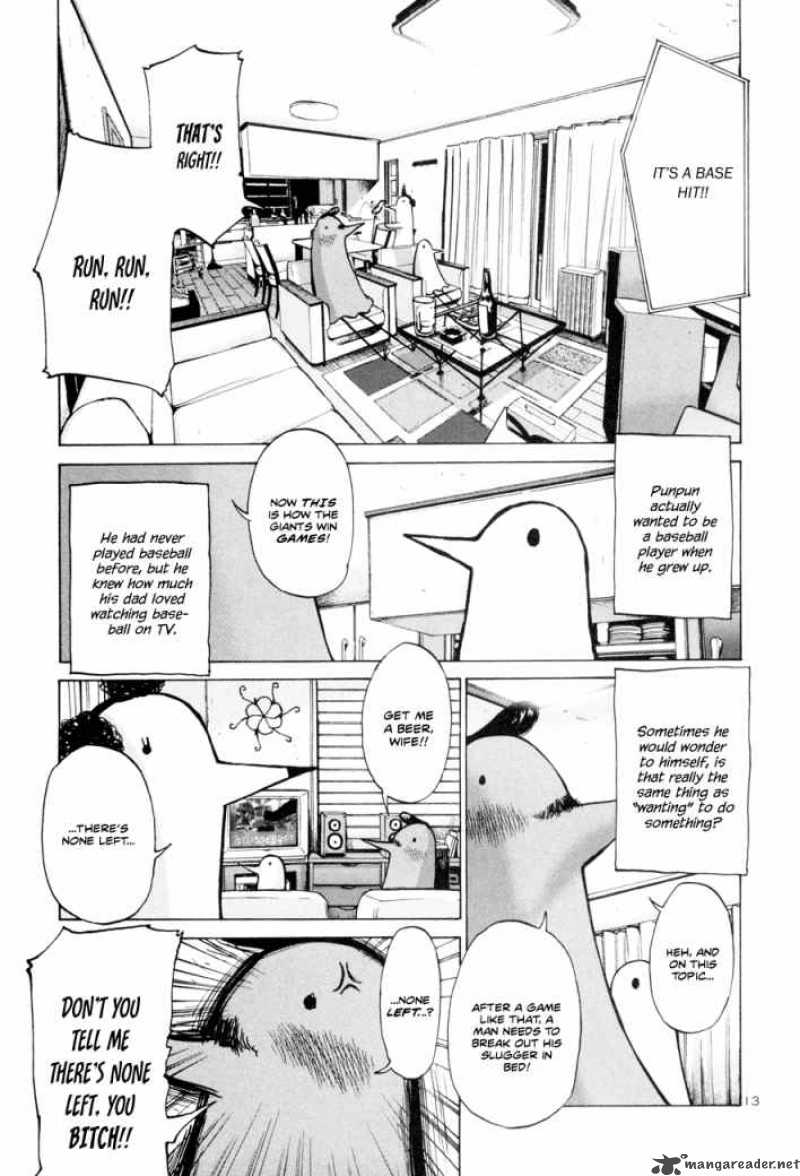 IT'S A BASE
HIT!!
THAT'S
RIGHT!!
RUN, RUN,
RUN!!
Punpun
actually
wanted to be
a baseball
player when
he grew up.
NOW THIS
IS HOW THE
GIANTS WIN
GAMES!
He had never
played baseball
before, but he
knew how much
his dad loved
watching base-
ball on TV.
Sometimes he
would wonder
to himself, is
that really the
same thing as
"wanting" to do
something?
HEH, AND
ON THIS
TOPIC...
AFTER A GAME
LIKE THAT, A
MAN NEEDS TO
BREAK OUT HIS
SLUGGER IN
BED!
GET ME
A BEER,
WIFE!!
...THERE'S
NONE LEFT...
...NONE
LEFT...?
DON'T YOU
TELL ME
THERE'S NONE
LEFT, YOU
BITCH!!
13
mangareader.net